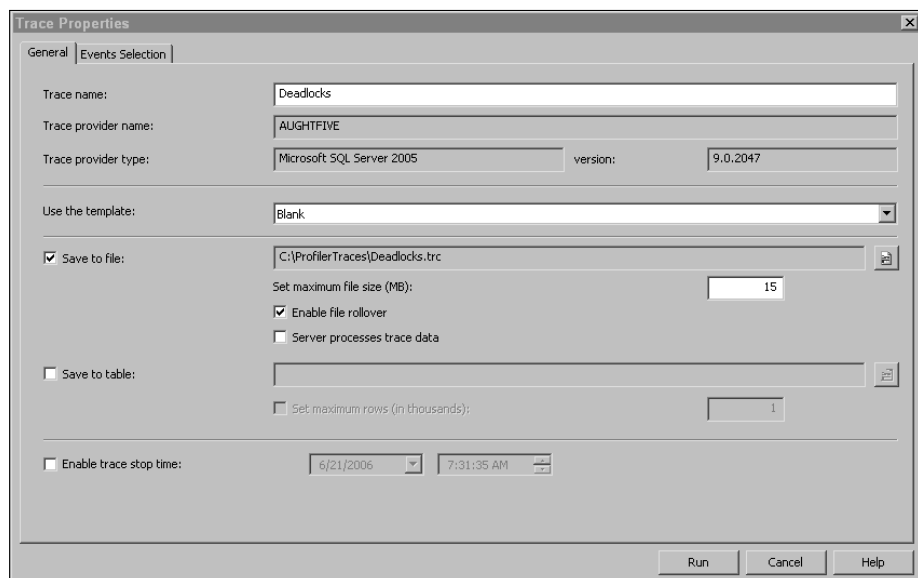 Trace Properties
General Events Selection
Trace name: Deadlocks
Trace provider name: AUGHTFIVE
Trace provider type: Microsoft SQL Server 2005 version: 9.0.2047
Use the template: Blank
Save to file: C:\ProfilerTraces\Deadlocks.trc
Set maximum file size (MB): 15
Enable file rollover
Server processes trace data
Save to table:
Set maximum rows (in thousands): 1
Enable trace stop time: 6/21/2006 7:31:35 AM
Run Cancel Help